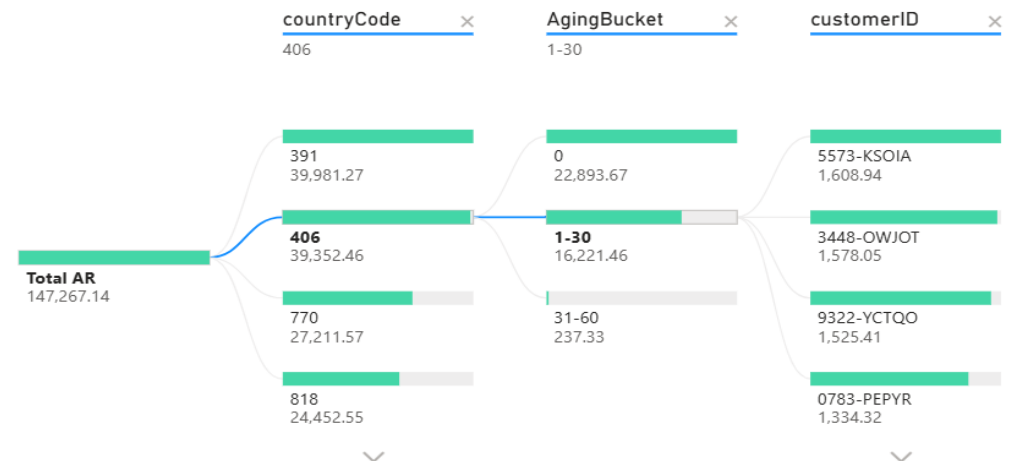 countryCode
406
AgingBucket
1-30
customerID
Total AR
147,267.14
391
39,981.27
406
39,352.46
770
27,211.57
818
24,452.55
0
22,893.67
1-30
16,221.46
31-60
237.33
5573-KSOIA
1,608.94
3448-OWJOT
1,578.05
9322-YCTQO
1,525.41
0783-PEPYR
1,334.32